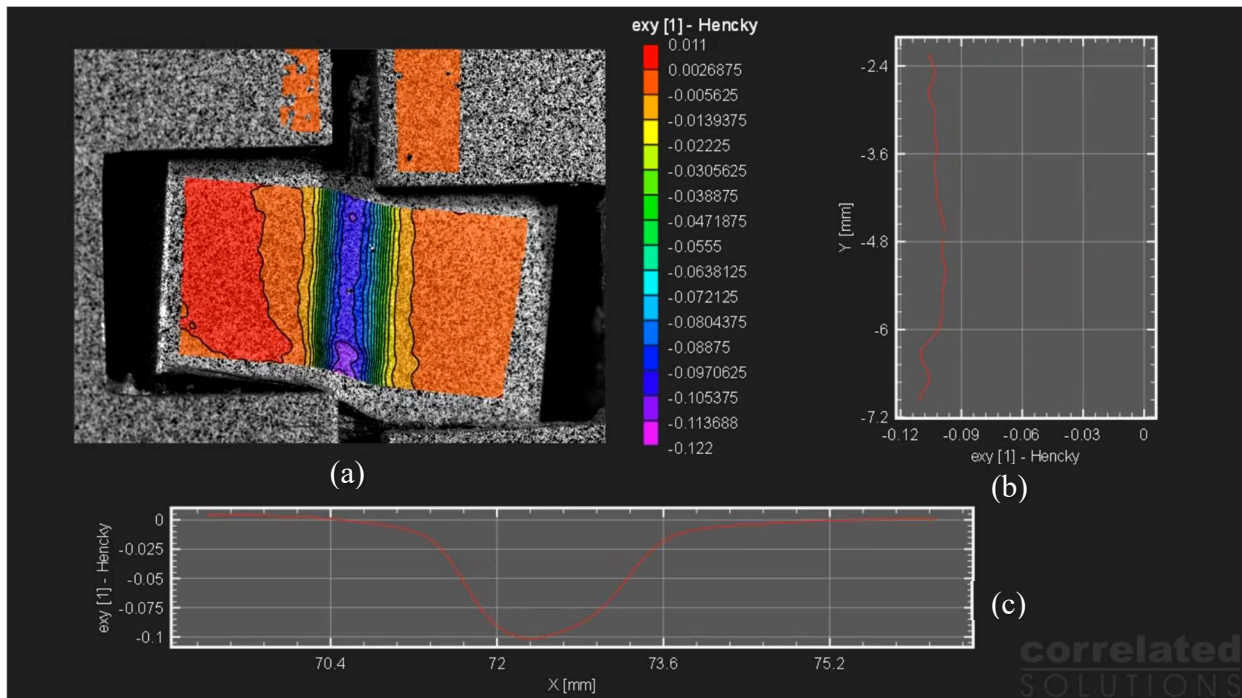 exy [1] - Hencky
0.011
0.0026875
-0.005625
-0.0139375
-0.02225
-0.0305625
-0.038875
-0.0471875
-0.0555
-0.0638125
-0.072125
-0.0804375
-0.08875
-0.0970625
-0.105375
-0.113688
-0.122
(a)
Y [mm]
-2.4
-3.6
-4.8
-6
-7.2
-0.12 -0.09 -0.06 -0.03 0
exy [1] - Hencky
(b)
exy [1] - Hencky
0
-0.025
-0.05
-0.075
-0.1
70.4 72 73.6 75.2
X [mm]
(c)
correlated
SOLUTIONS